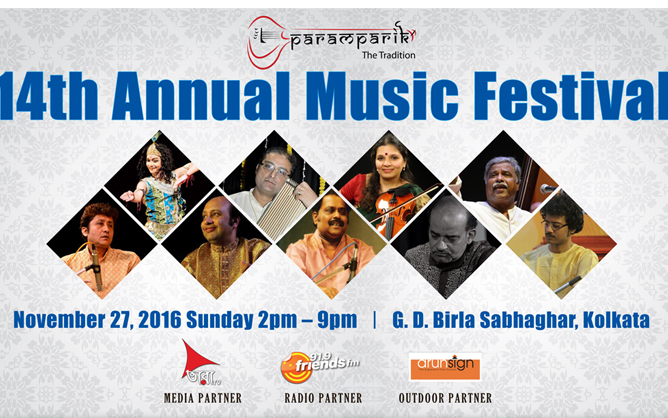 paramparik
The Tradition
14th Annual Music Festival
November 27, 2016 Sunday 2pm – 9pm | G. D. Birla Sabhaghar, Kolkata
তারা
91.9
friends fm
arunsign
MEDIA PARTNER
RADIO PARTNER
OUTDOOR PARTNER